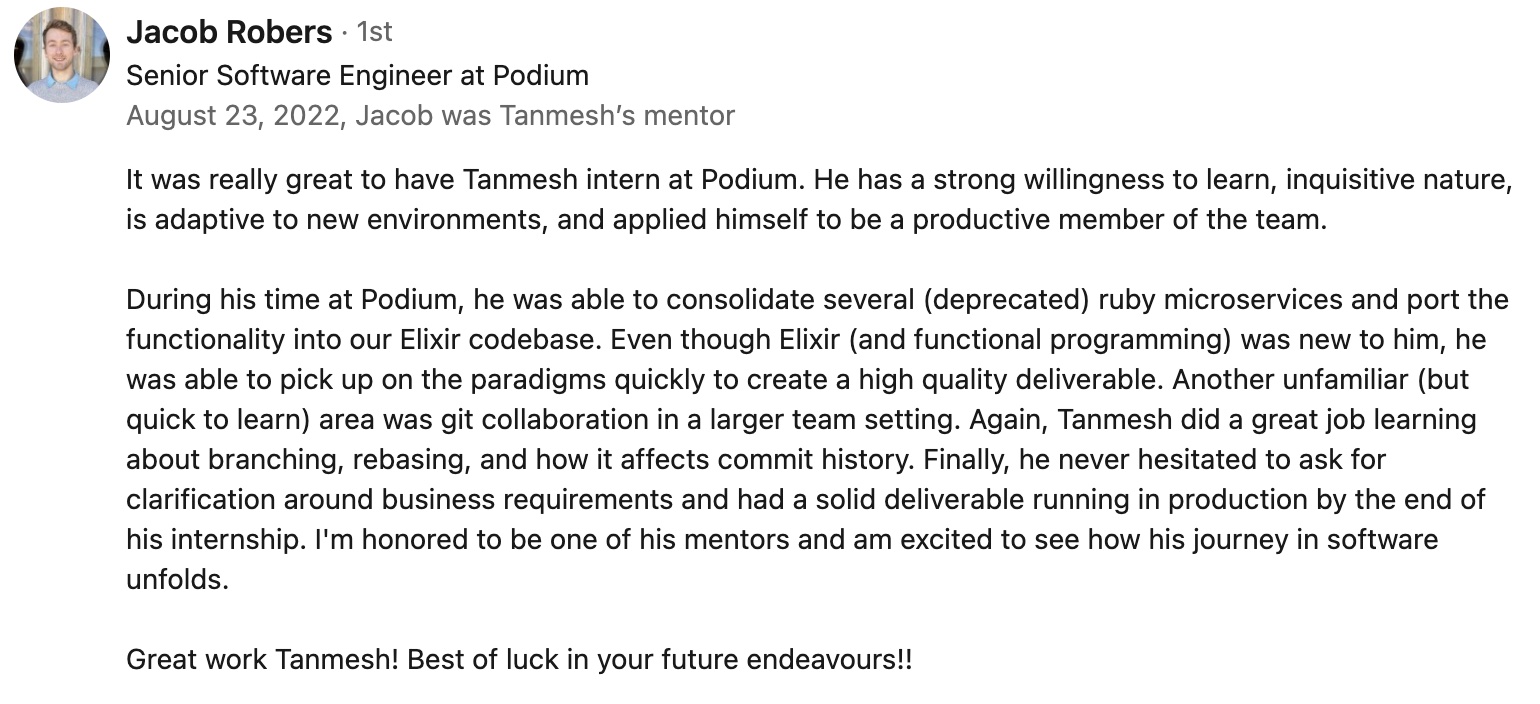 Jacob Robers · 1st
Senior Software Engineer at Podium
August 23, 2022, Jacob was Tanmesh’s mentor
It was really great to have Tanmesh intern at Podium. He has a strong willingness to learn, inquisitive nature,
is adaptive to new environments, and applied himself to be a productive member of the team.
During his time at Podium, he was able to consolidate several (deprecated) ruby microservices and port the
functionality into our Elixir codebase. Even though Elixir (and functional programming) was new to him, he
was able to pick up on the paradigms quickly to create a high quality deliverable. Another unfamiliar (but
quick to learn) area was git collaboration in a larger team setting. Again, Tanmesh did a great job learning
about branching, rebasing, and how it affects commit history. Finally, he never hesitated to ask for
clarification around business requirements and had a solid deliverable running in production by the end of
his internship. I'm honored to be one of his mentors and am excited to see how his journey in software
unfolds.
Great work Tanmesh! Best of luck in your future endeavours!!